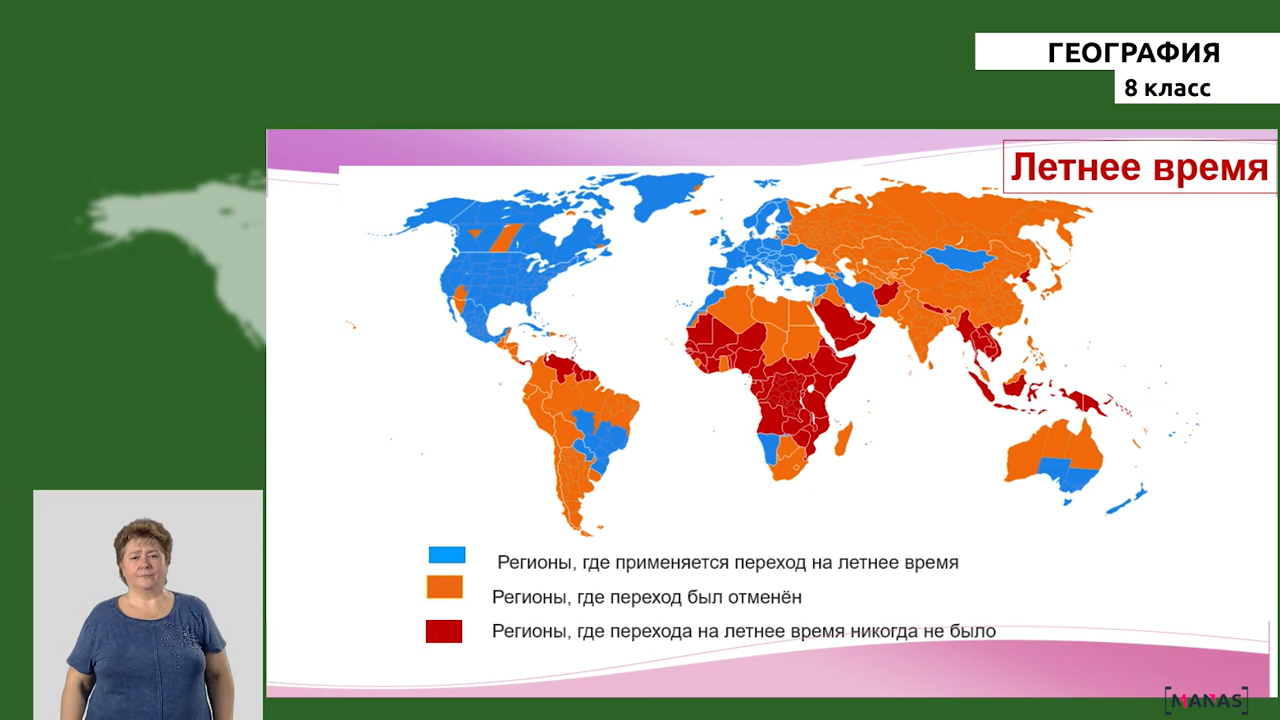 ГЕОГРАФИЯ
8 класс
Летнее время
Регионы, где применяется переход на летнее время
Регионы, где переход был отменён
Регионы, где перехода на летнее время никогда не было
[MANAS]